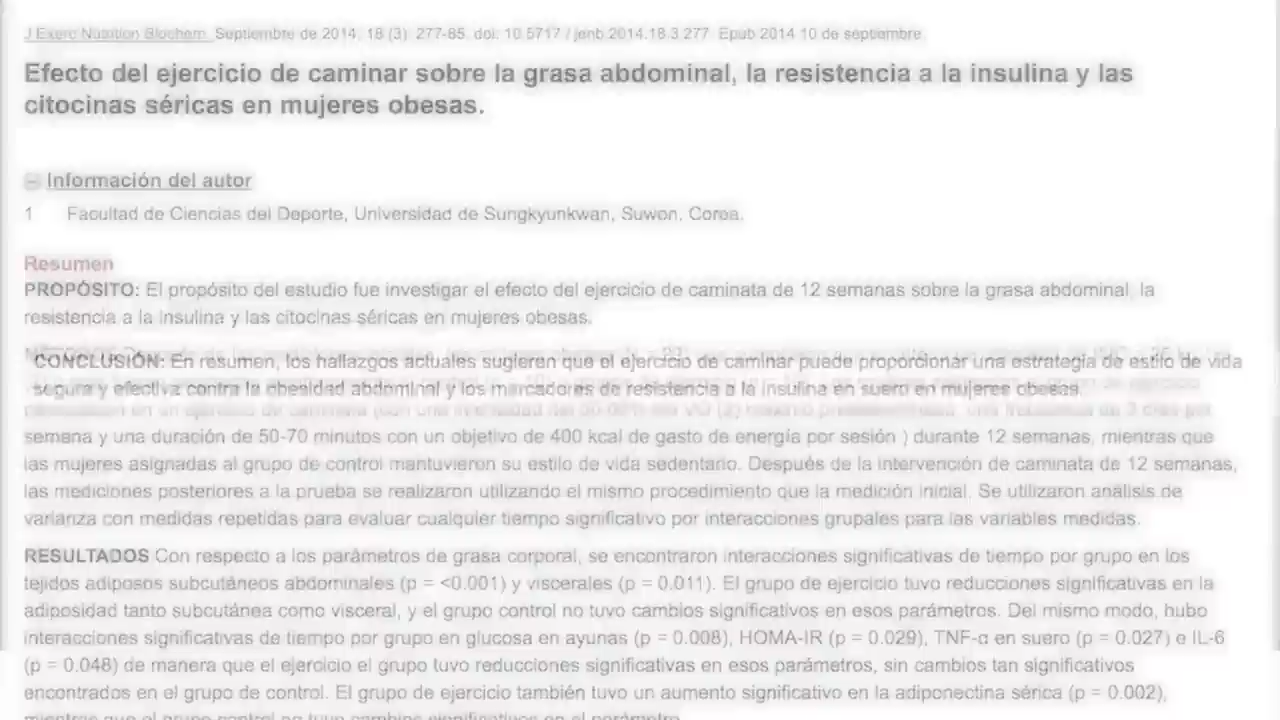 J Exerc Nutrition Biochem. Septiembre de 2014; 18 (3): 277-85. doi: 10.5717 / jenb.2014.18.3.277. Epub 2014 10 de septiembre.
Efecto del ejercicio de caminar sobre la grasa abdominal, la resistencia a la insulina y las
citocinas séricas en mujeres obesas.
Información del autor
1 Facultad de Ciencias del Deporte, Universidad de Sungkyunkwan, Suwon, Corea.
Resumen
PROPÓSITO: El propósito del estudio fue investigar el efecto del ejercicio de caminata de 12 semanas sobre la grasa abdominal, la
resistencia a la insulina y las citocinas séricas en mujeres obesas.
CONCLUSIÓN: En resumen, los hallazgos actuales sugieren que el ejercicio de caminar puede proporcionar una estrategia de estilo de vida
segura y efectiva contra la obesidad abdominal y los marcadores de resistencia a la insulina en suero en mujeres obesas.
semana y una duración de 50-70 minutos con un objetivo de 400 kcal de gasto de energía por sesión ) durante 12 semanas, mientras que
las mujeres asignadas al grupo de control mantuvieron su estilo de vida sedentario. Después de la intervención de caminata de 12 semanas,
las mediciones posteriores a la prueba se realizaron utilizando el mismo procedimiento que la medición inicial. Se utilizaron análisis de
varianza con medidas repetidas para evaluar cualquier tiempo significativo por interacciones grupales para las variables medidas.
RESULTADOS Con respecto a los parámetros de grasa corporal, se encontraron interacciones significativas de tiempo por grupo en los
tejidos adiposos subcutáneos abdominales (p = <0.001) y viscerales (p = 0.011). El grupo de ejercicio tuvo reducciones significativas en la
adiposidad tanto subcutánea como visceral, y el grupo control no tuvo cambios significativos en esos parámetros. Del mismo modo, hubo
interacciones significativas de tiempo por grupo en glucosa en ayunas (p = 0.008), HOMA-IR (p = 0.029), TNF-α en suero (p = 0.027) e IL-6
(p = 0.048) de manera que el ejercicio el grupo tuvo reducciones significativas en esos parámetros, sin cambios tan significativos
encontrados en el grupo de control. El grupo de ejercicio también tuvo un aumento significativo en la adiponectina sérica (p = 0.002),
mientras que el grupo control no tuvo cambios significativos en el parámetro.